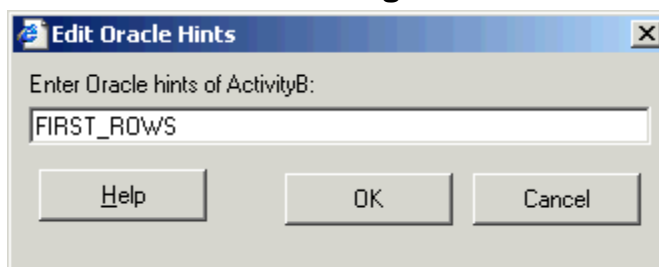 Edit Oracle Hints
Enter Oracle hints of ActivityB:
FIRST_ROWS
Help OK Cancel